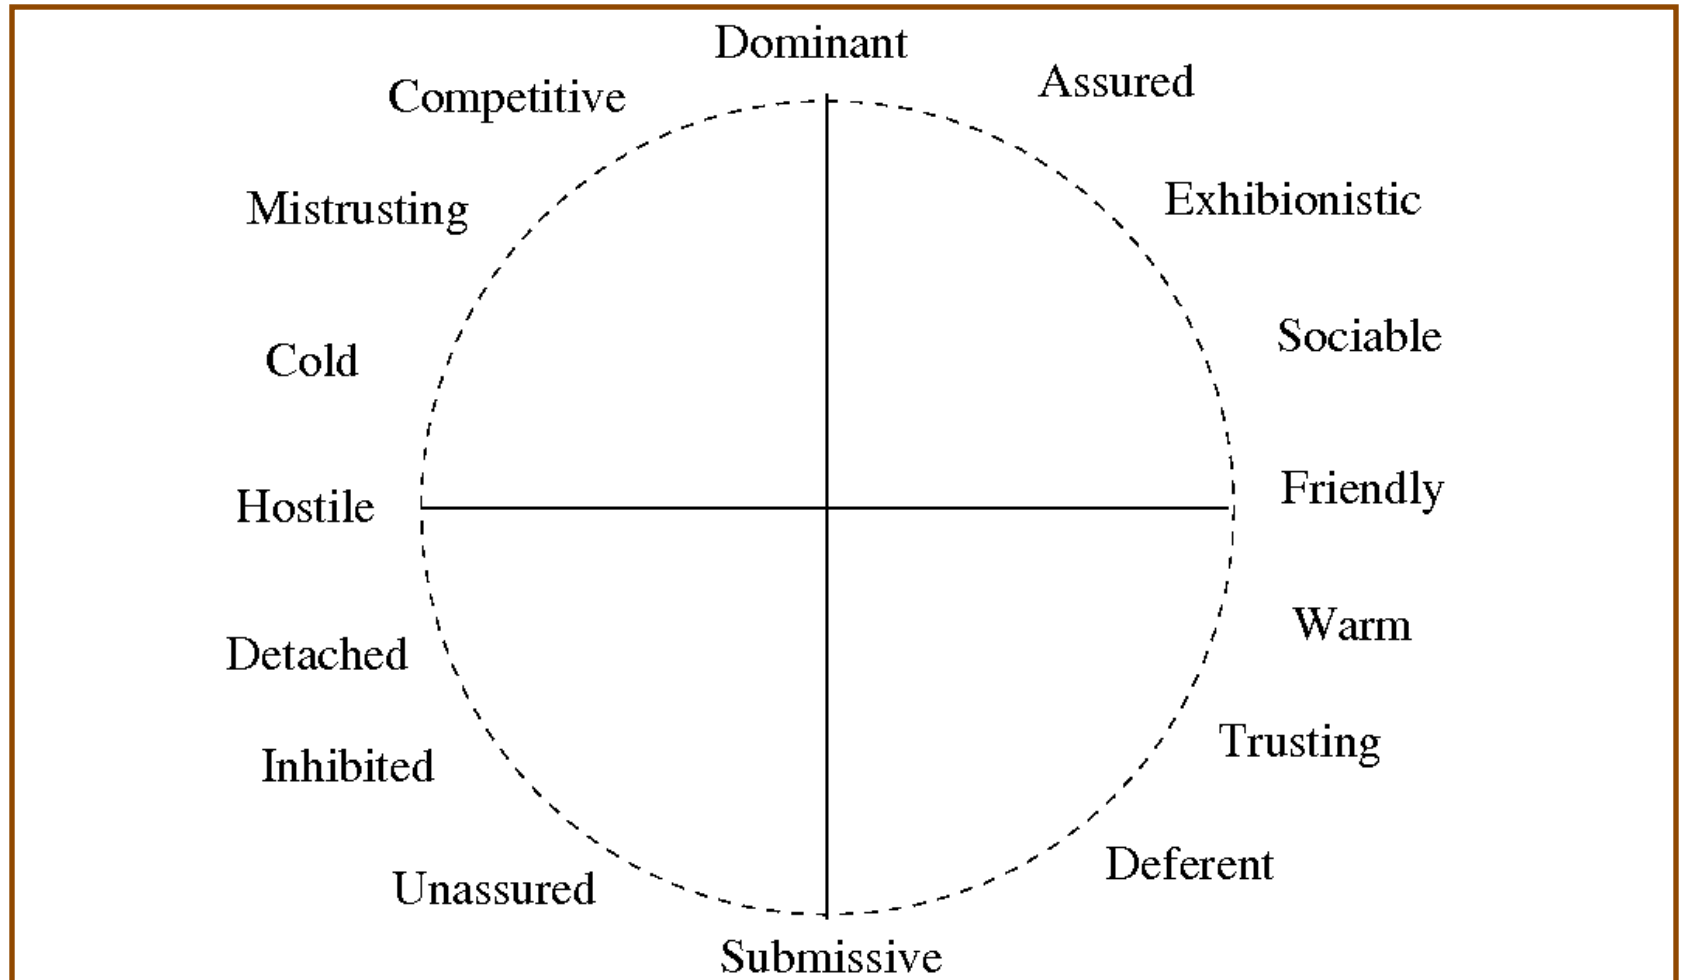 Dominant
Competitive
Assured
Mistrusting
Exhibionistic
Cold
Sociable
Hostile
Friendly
Detached
Warm
Inhibited
Trusting
Unassured
Deferent
Submissive